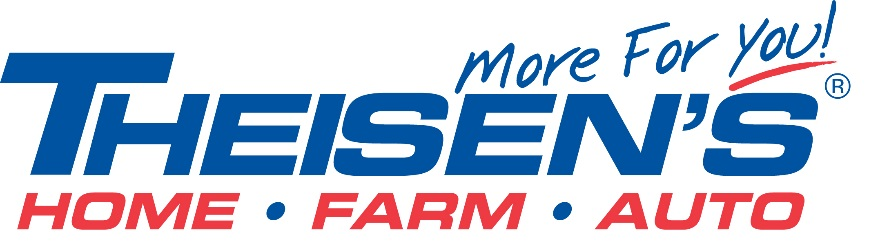 More For You!
THEISEN'S®
HOME • FARM • AUTO